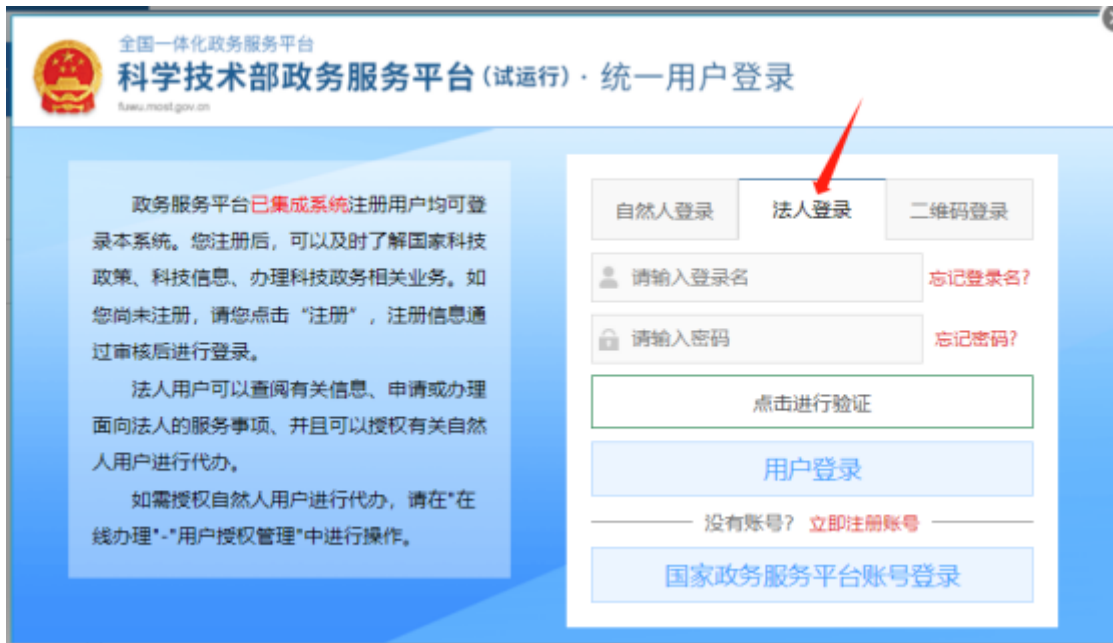 全国一体化政务服务平台
科学技术部政务服务平台(试运行)·统一用户登录
fuwu.most.gov.cn
政务服务平台已集成系统注册用户均可登
录本系统。您注册后，可以及时了解国家科技
政策、科技信息、办理科技政务相关业务。如
您尚未注册，请您点击“注册”，注册信息通
过审核后进行登录。
法人用户可以查阅有关信息、申请或办理
面向法人的服务事项、并且可以授权有关自然
人用户进行代办。
如需授权自然人用户进行代办，请在"在
线办理"-"用户授权管理"中进行操作。
自然人登录 法人登录 二维码登录
请输入登录名 忘记登录名?
请输入密码 忘记密码?
点击进行验证
用户登录
没有账号? 立即注册账号
国家政务服务平台账号登录